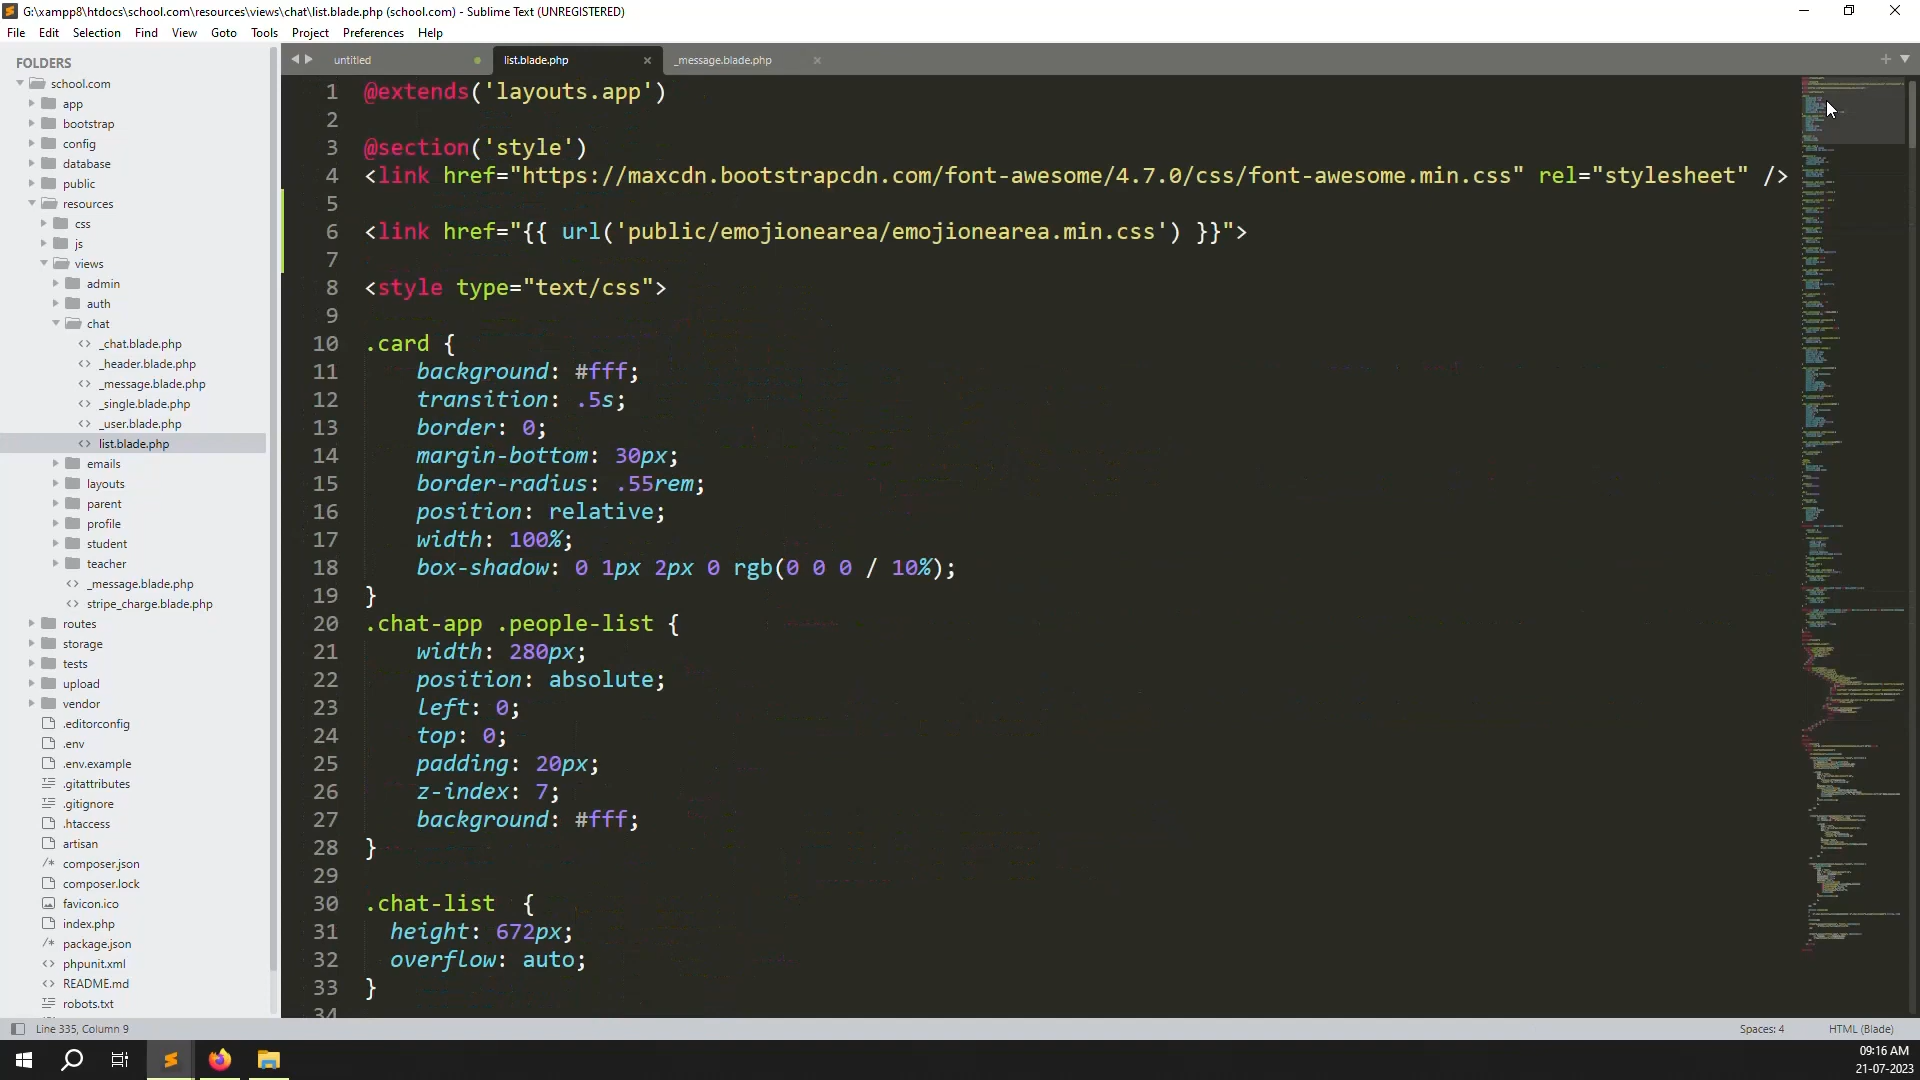 G:\xampp8\htdocs\school.com\resources\views\chat\list.blade.php (school.com) - Sublime Text (UNREGISTERED)
File Edit Selection Find View Goto Tools Project Preferences Help
FOLDERS
school.com
app
bootstrap
config
database
public
resources
css
js
views
admin
auth
chat
_chat.blade.php
_header.blade.php
_message.blade.php
_single.blade.php
_user.blade.php
list.blade.php
emails
layouts
parent
profile
student
teacher
_message.blade.php
stripe_charge.blade.php
routes
storage
tests
upload
vendor
.editorconfig
.env
.env.example
.gitattributes
.gitignore
.htaccess
artisan
composer.json
composer.lock
favicon.ico
index.php
package.json
phpunit.xml
README.md
robots.txt
untitled list.blade.php _message.blade.php
1 @extends('layouts.app')
2
3 @section('style')
4 <link href="https://maxcdn.bootstrapcdn.com/font-awesome/4.7.0/css/font-awesome.min.css" rel="stylesheet" />
5
6 <link href="{{ url('public/emojionearea/emojionearea.min.css') }}">
7
8 <style type="text/css">
9
10 .card {
11 background: #fff;
12 transition: .5s;
13 border: 0;
14 margin-bottom: 30px;
15 border-radius: .55rem;
16 position: relative;
17 width: 100%;
18 box-shadow: 0 1px 2px 0 rgb(0 0 0 / 10%);
19 }
20 .chat-app .people-list {
21 width: 280px;
22 position: absolute;
23 left: 0;
24 top: 0;
25 padding: 20px;
26 z-index: 7;
27 background: #fff;
28 }
29
30 .chat-list {
31 height: 672px;
32 overflow: auto;
33 }
34
Line 335, Column 9
Spaces: 4
HTML (Blade)
09:16 AM
21-07-2023